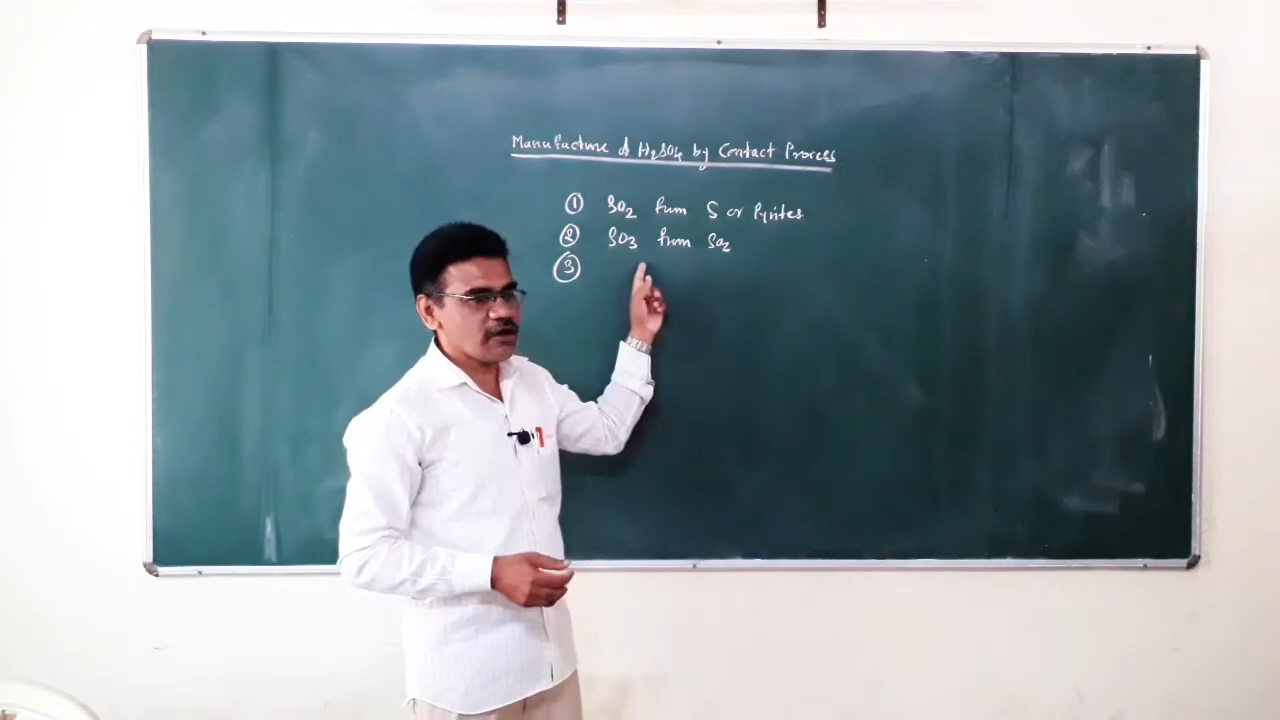 Manufacture of H2SO4 by Contact Process
① SO2 from S or Pyrites
② SO3 from SO2
③